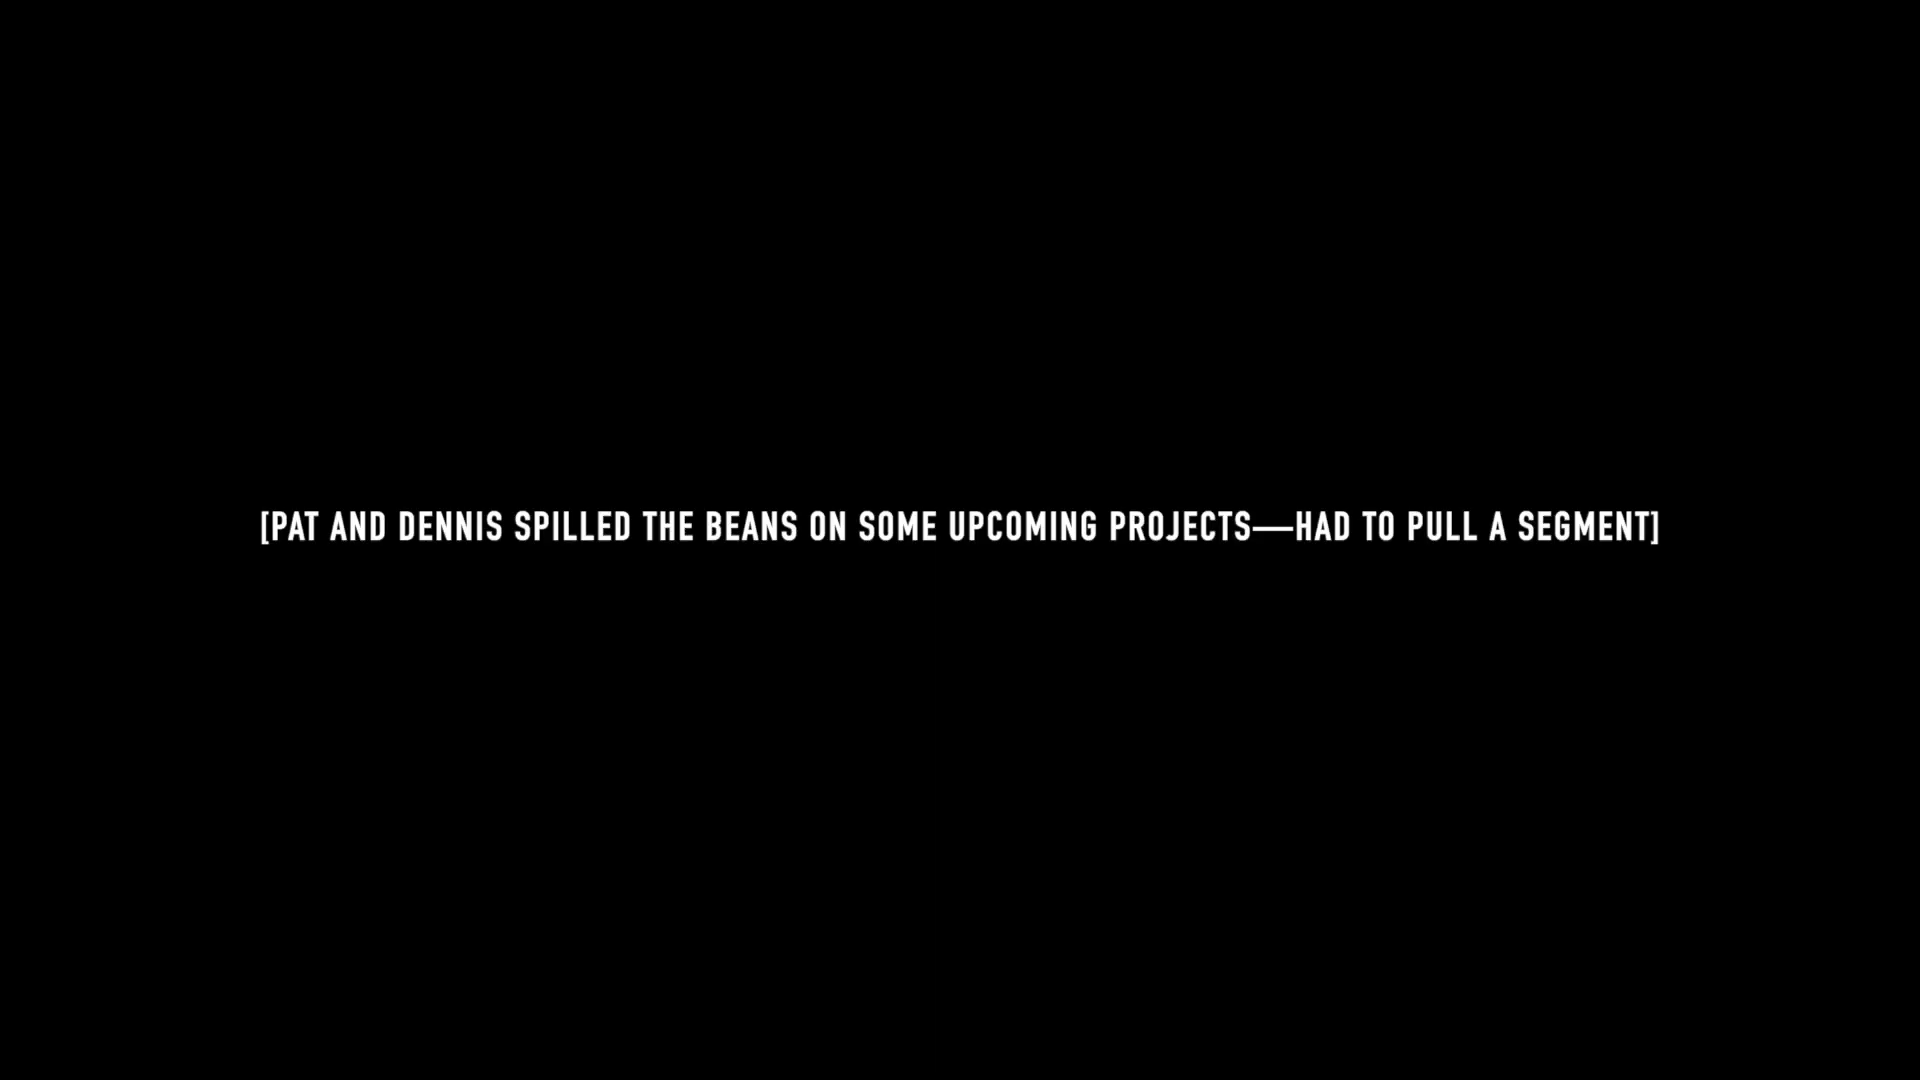 [PAT AND DENNIS SPILLED THE BEANS ON SOME UPCOMING PROJECTS—HAD TO PULL A SEGMENT]